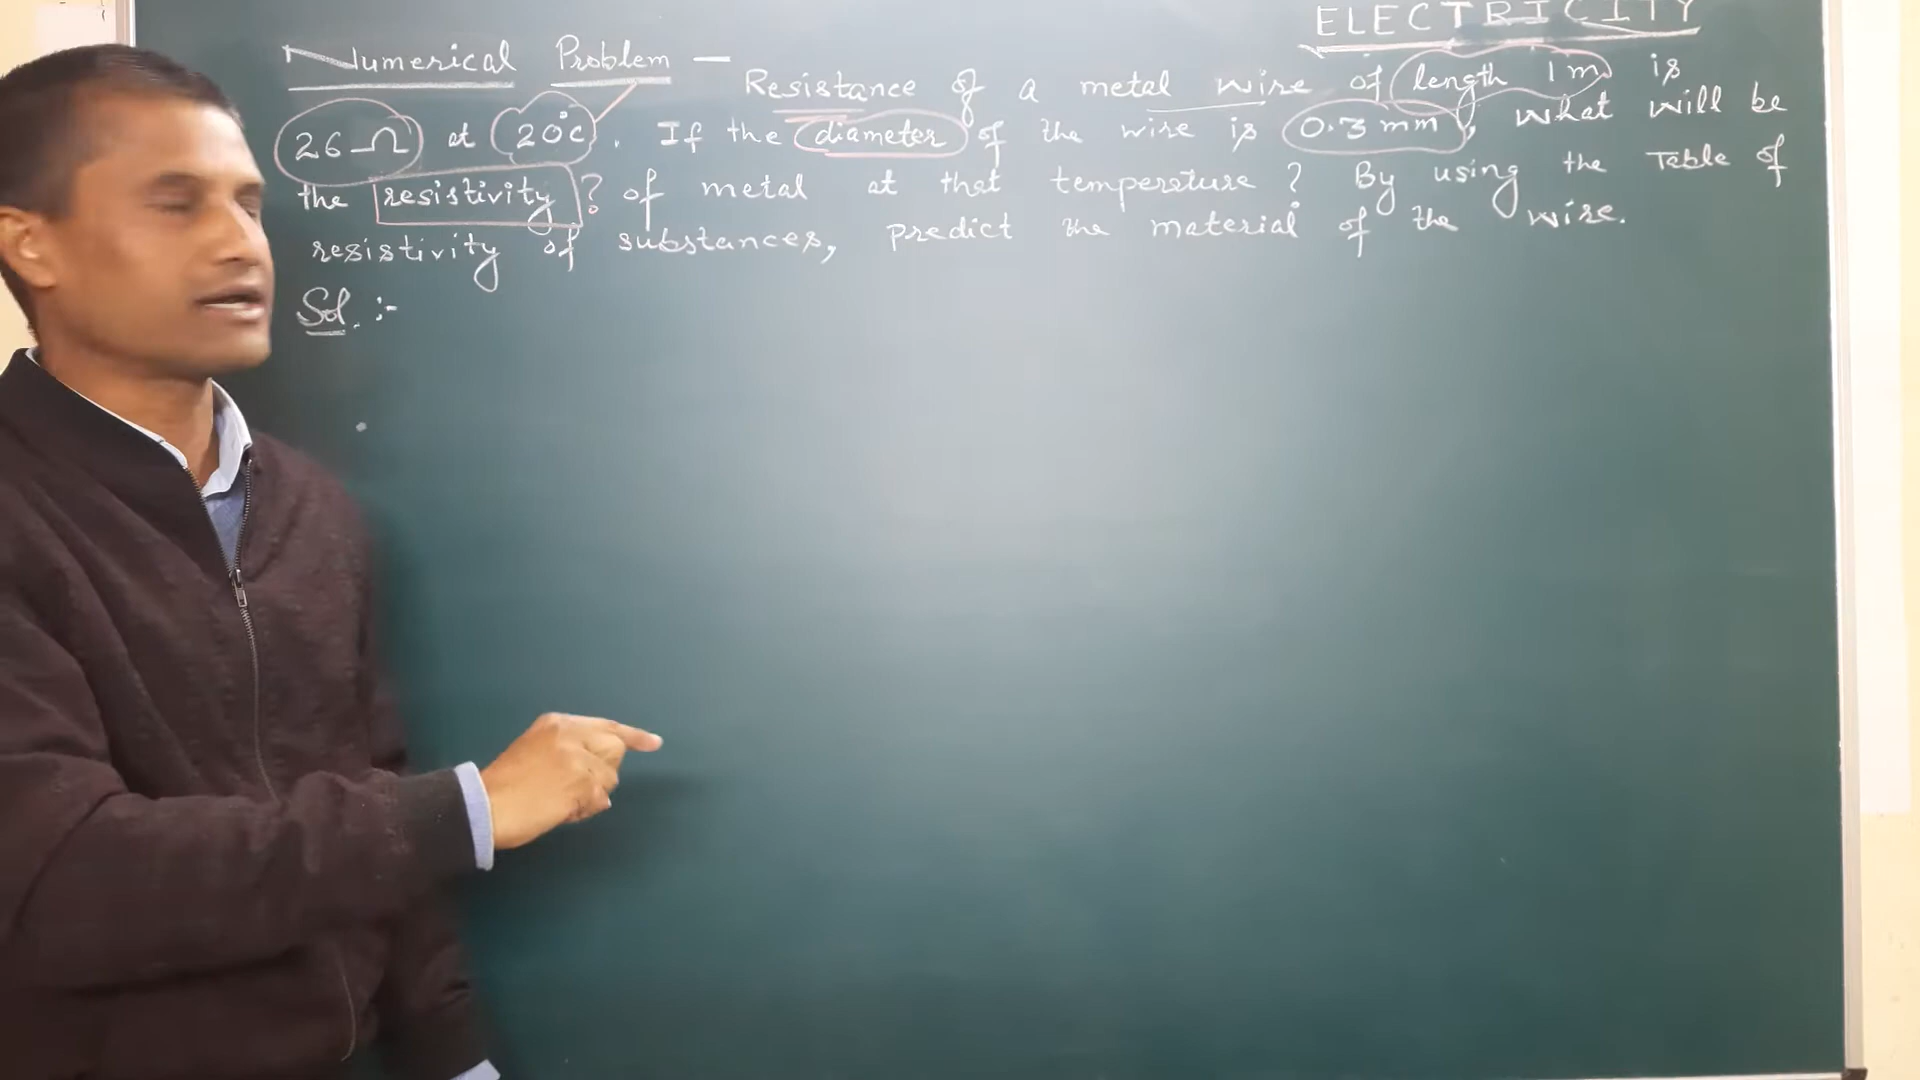 ELECTRICITY
Numerical Problem — Resistance of a metal wire of length 1m is
26 Ω at 20°c. If the diameter of the wire is 0.3 mm, what will be
the resistivity ? of metal at that temperature ? By using the Table of
resistivity of substances, predict the material of the wire.
Sol. :-